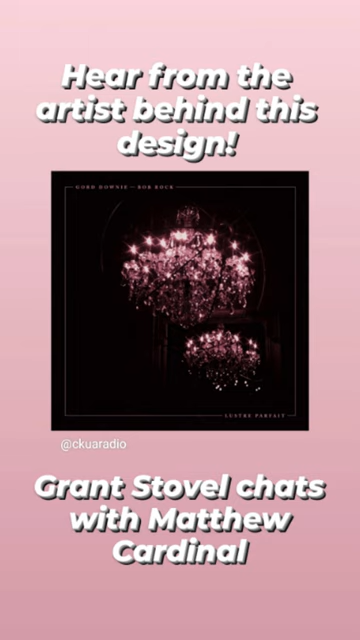 Hear from the
artist behind this
design!
GORD DOWNIE — BOB ROCK
LUSTRE PARFAIT
@ckuaradio
Grant Stovel chats
with Matthew
Cardinal